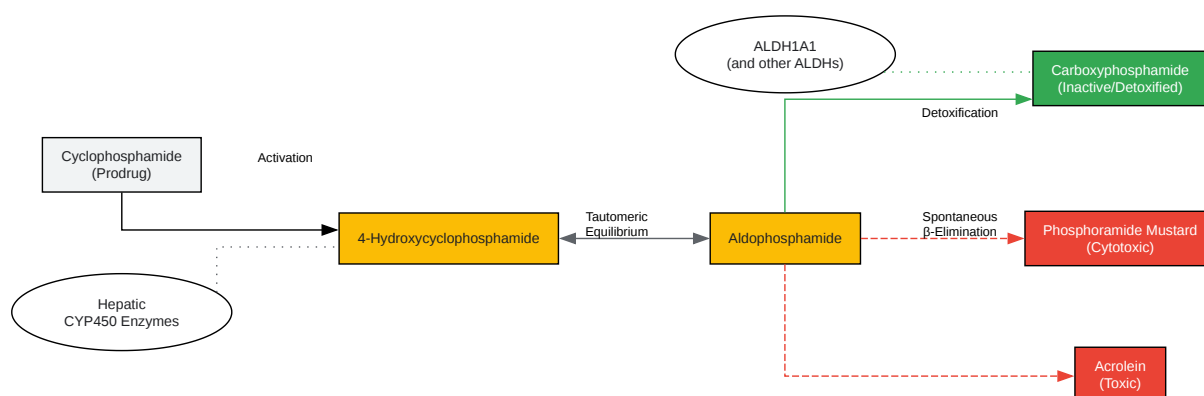 ALDH1A1
(and other ALDHs)
Carboxyphosphamide
(Inactive/Detoxified)
Detoxification
Cyclophosphamide
(Prodrug)
Activation
4-Hydroxycyclophosphamide
Tautomeric
Equilibrium
Aldophosphamide
Spontaneous
β-Elimination
Phosphoramide Mustard
(Cytotoxic)
Hepatic
CYP450 Enzymes
Acrolein
(Toxic)